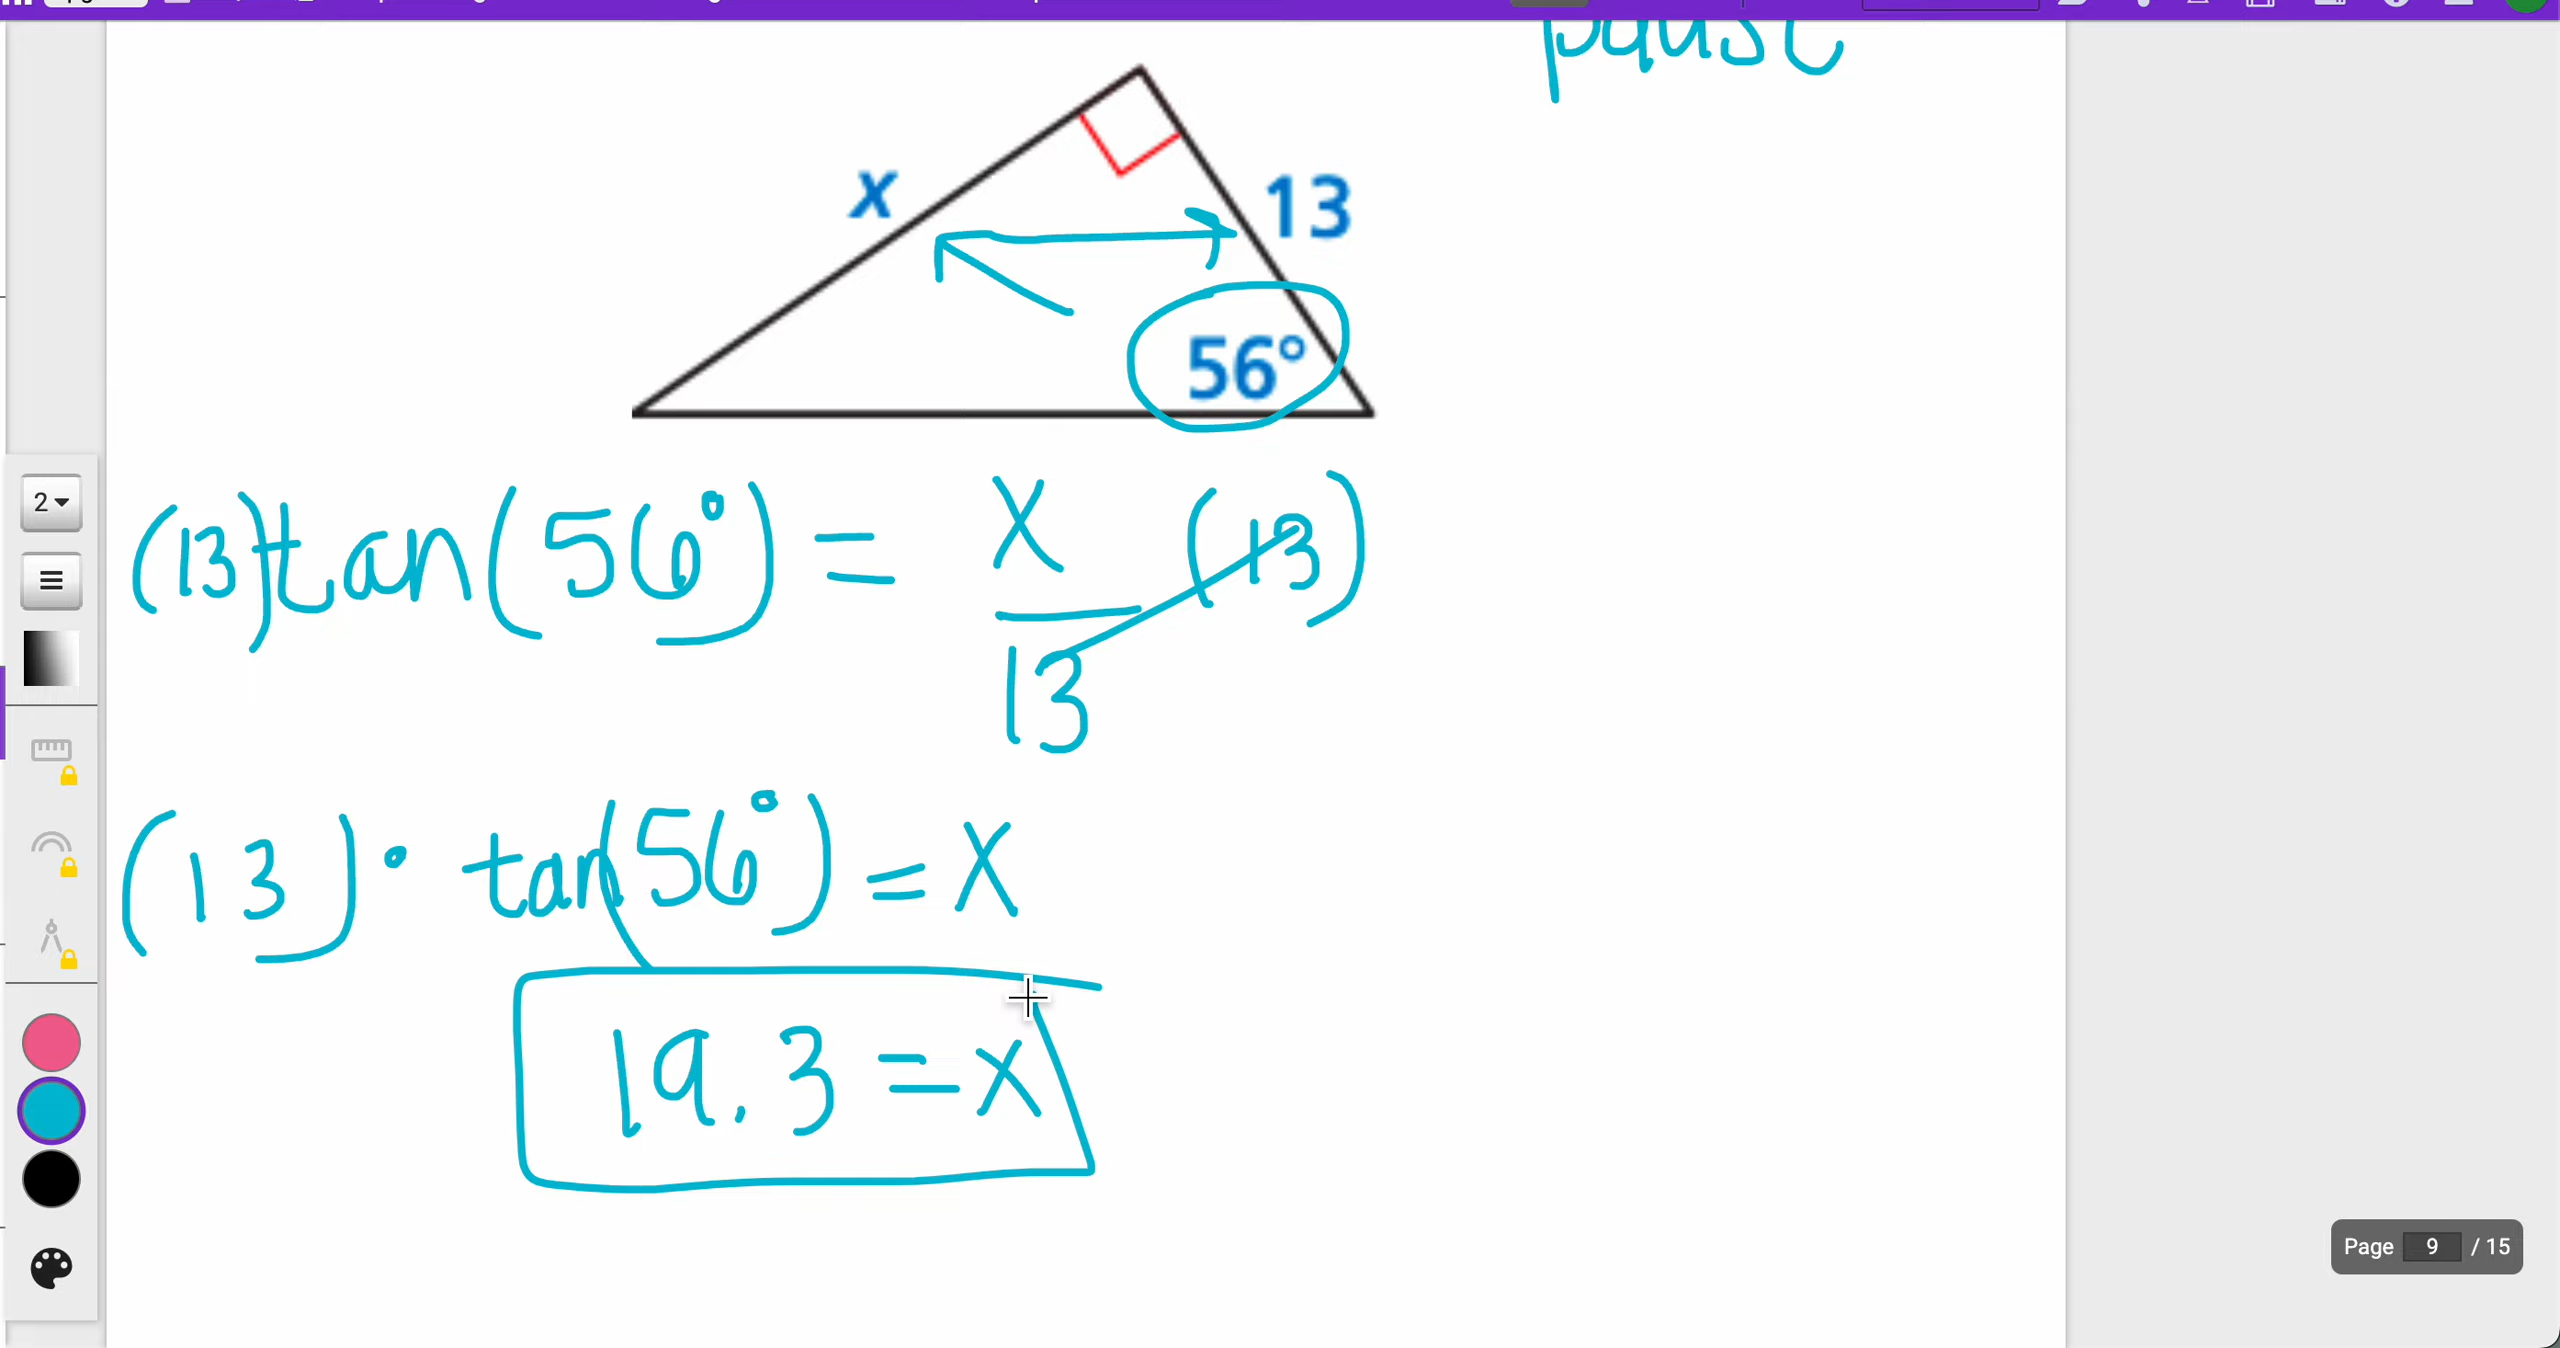 pause
x
13
56°
(13)tan(56°) = x/13 (13)
(13) • tan(56°) = x
19.3 = x
2
Page 9 / 15